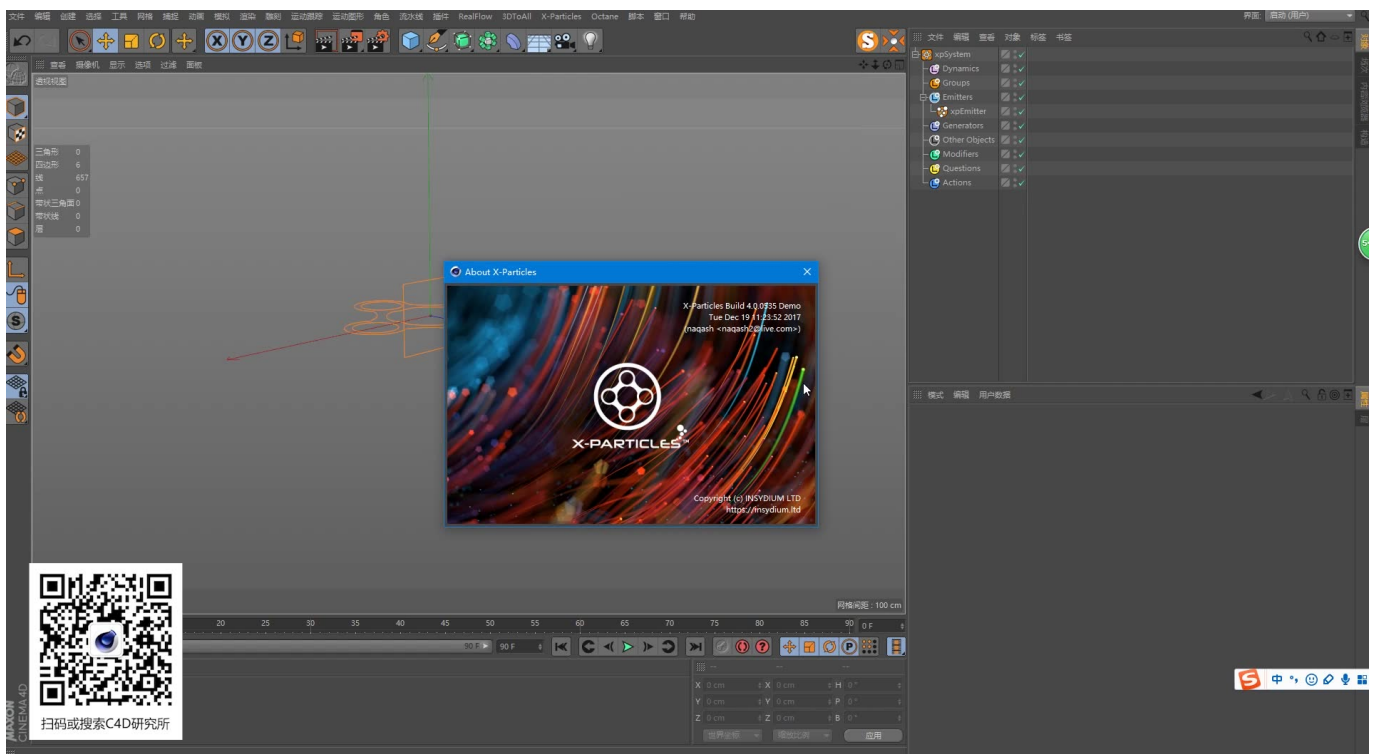 文件 编辑 创建 选择 工具 网格 捕捉 动画 模拟 渲染 雕刻 运动跟踪 运动图形 角色 流水线 插件 RealFlow 3DToAll X-Particles Octane 脚本 窗口 帮助
界面: 启动 (用户)
X Y Z
查看 摄像机 显示 选项 过滤 面板
透视视图
三角形 0
四边形 6
线 657
点 0
带状三角面 0
带状线 0
层 0
文件 编辑 查看 对象 标签 书签
xpSystem
Dynamics
Groups
Emitters
xpEmitter
Generators
Other Objects
Modifiers
Questions
Actions
模式 编辑 用户数据
About X-Particles
X-Particles Build 4.0.0535 Demo
Tue Dec 19 11:23:52 2017
(naqash <naqash2@live.com>)
X-PARTICLES™
Copyright (c) INSYDIUM LTD
https://insydium.ltd
网格间距 : 100 cm
20 25 30 35 40 45 50 55 60 65 70 75 80 85 90 0 F
90 F 90 F
X 0 cm X 0 cm H 0 °
Y 0 cm Y 0 cm P 0 °
Z 0 cm Z 0 cm B 0 °
世界坐标 缩放比例 应用
扫码或搜索C4D研究所
MAXON
CINEMA 4D
中